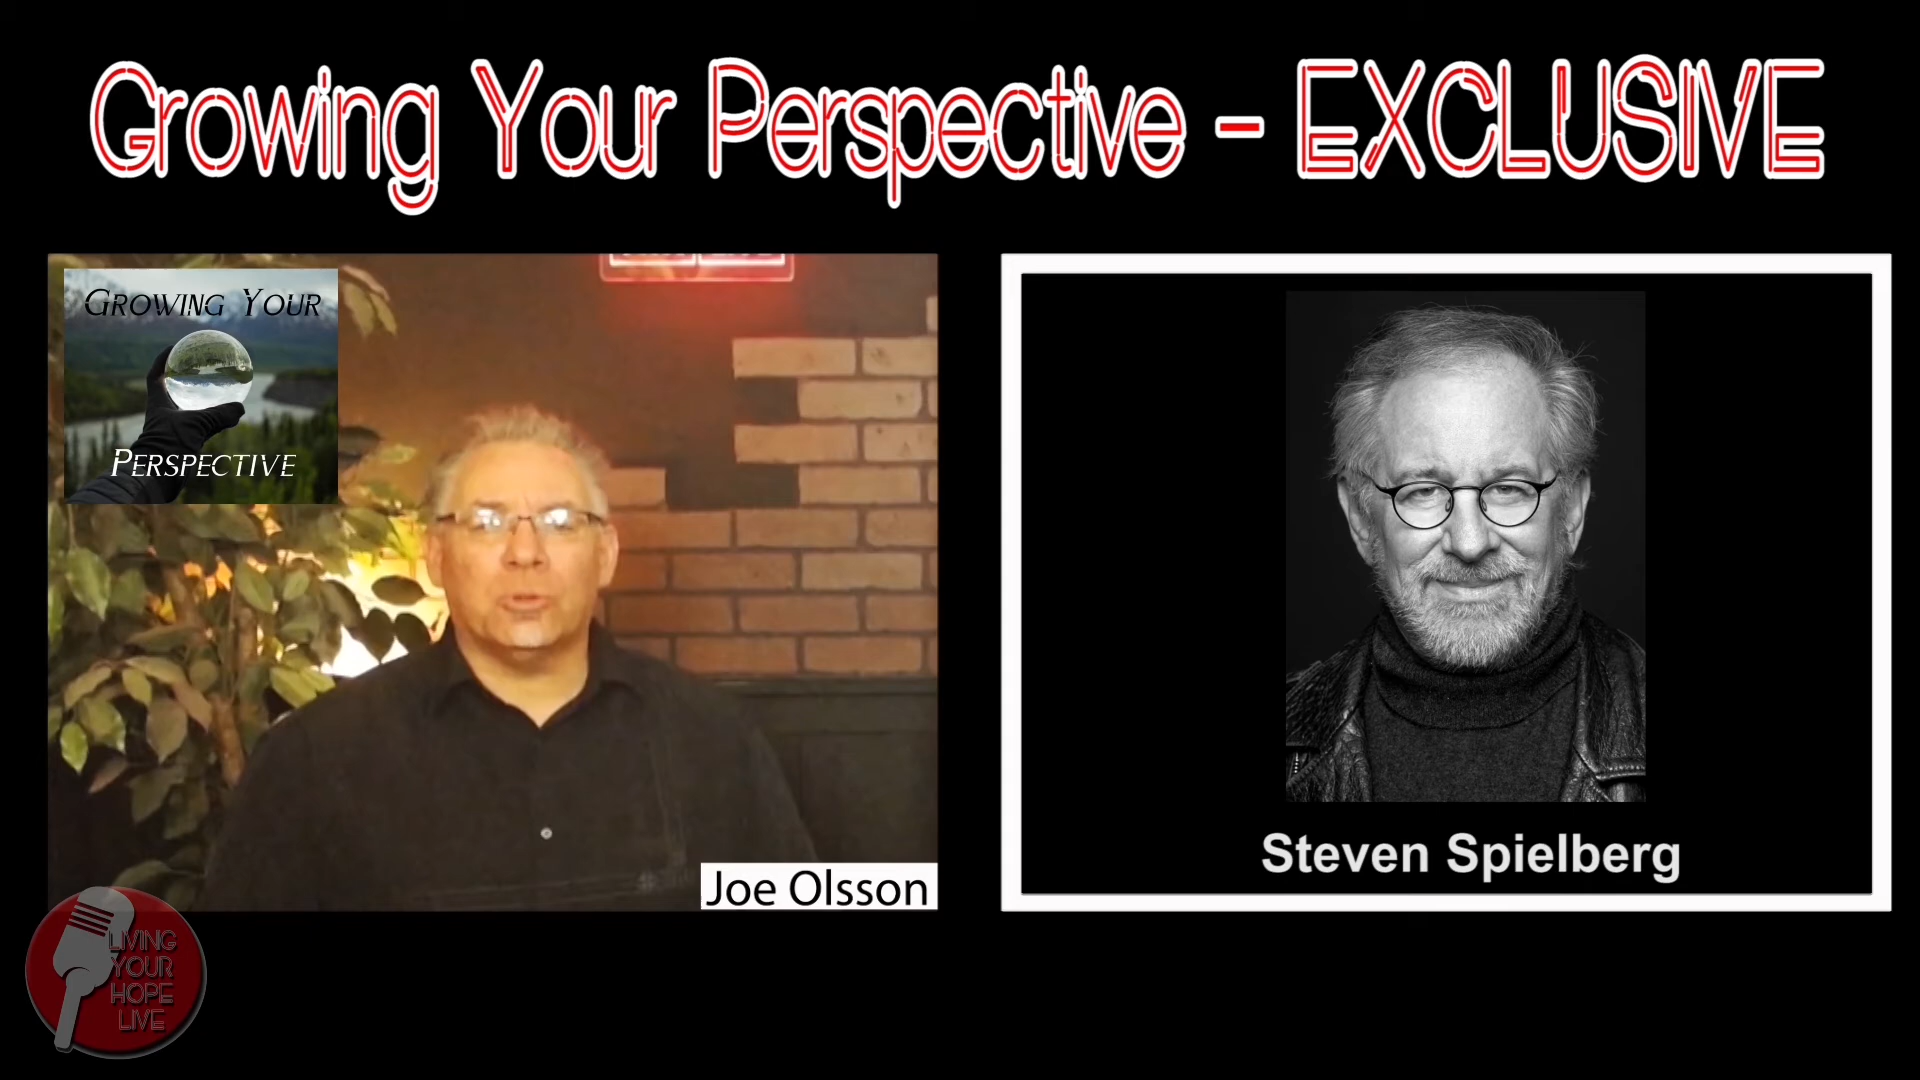 Growing Your Perspective - EXCLUSIVE
GROWING YOUR
PERSPECTIVE
Joe Olsson
Steven Spielberg
LIVING
YOUR
HOPE
LIVE